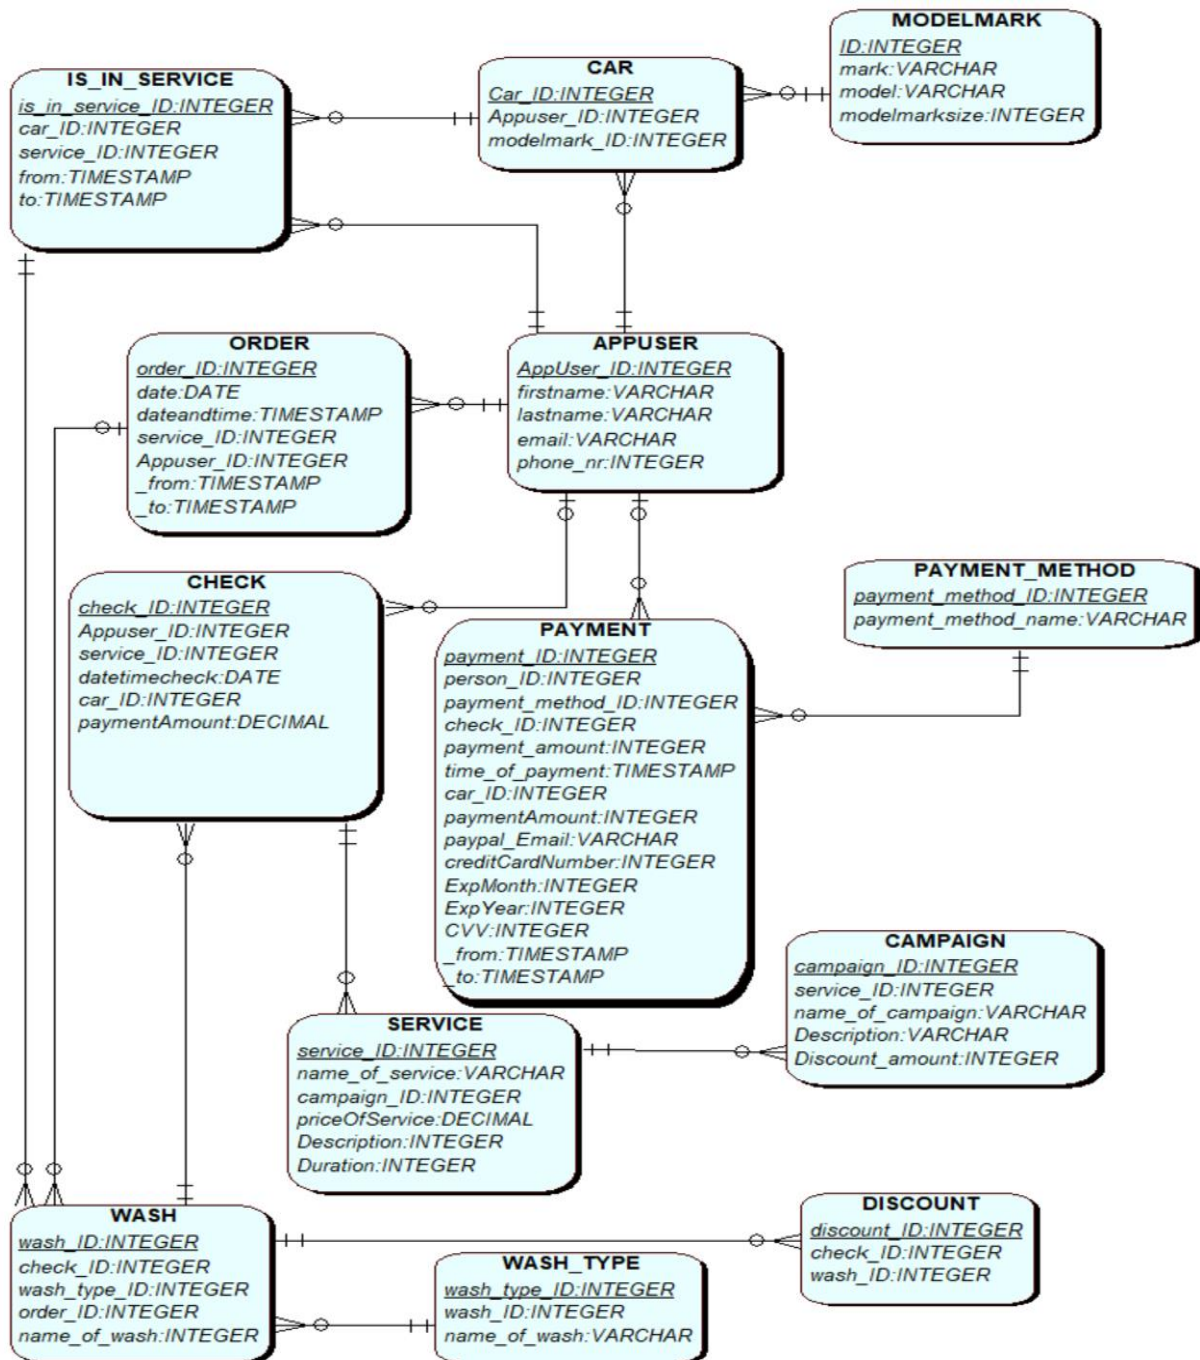 MODELMARK
ID:INTEGER
mark:VARCHAR
model:VARCHAR
modelmarksize:INTEGER
IS_IN_SERVICE
is_in_service_ID:INTEGER
car_ID:INTEGER
service_ID:INTEGER
from:TIMESTAMP
to:TIMESTAMP
CAR
Car_ID:INTEGER
Appuser_ID:INTEGER
modelmark_ID:INTEGER
ORDER
order_ID:INTEGER
date:DATE
dateandtime:TIMESTAMP
service_ID:INTEGER
Appuser_ID:INTEGER
_from:TIMESTAMP
_to:TIMESTAMP
APPUSER
AppUser_ID:INTEGER
firstname:VARCHAR
lastname:VARCHAR
email:VARCHAR
phone_nr:INTEGER
CHECK
check_ID:INTEGER
Appuser_ID:INTEGER
service_ID:INTEGER
datetimecheck:DATE
car_ID:INTEGER
paymentAmount:DECIMAL
PAYMENT_METHOD
payment_method_ID:INTEGER
payment_method_name:VARCHAR
PAYMENT
payment_ID:INTEGER
person_ID:INTEGER
payment_method_ID:INTEGER
check_ID:INTEGER
payment_amount:INTEGER
time_of_payment:TIMESTAMP
car_ID:INTEGER
paymentAmount:INTEGER
paypal_Email:VARCHAR
creditCardNumber:INTEGER
ExpMonth:INTEGER
ExpYear:INTEGER
CVV:INTEGER
_from:TIMESTAMP
_to:TIMESTAMP
CAMPAIGN
campaign_ID:INTEGER
service_ID:INTEGER
name_of_campaign:VARCHAR
Description:VARCHAR
Discount_amount:INTEGER
SERVICE
service_ID:INTEGER
name_of_service:VARCHAR
campaign_ID:INTEGER
priceOfService:DECIMAL
Description:INTEGER
Duration:INTEGER
WASH
wash_ID:INTEGER
check_ID:INTEGER
wash_type_ID:INTEGER
order_ID:INTEGER
name_of_wash:INTEGER
WASH_TYPE
wash_type_ID:INTEGER
wash_ID:INTEGER
name_of_wash:VARCHAR
DISCOUNT
discount_ID:INTEGER
check_ID:INTEGER
wash_ID:INTEGER